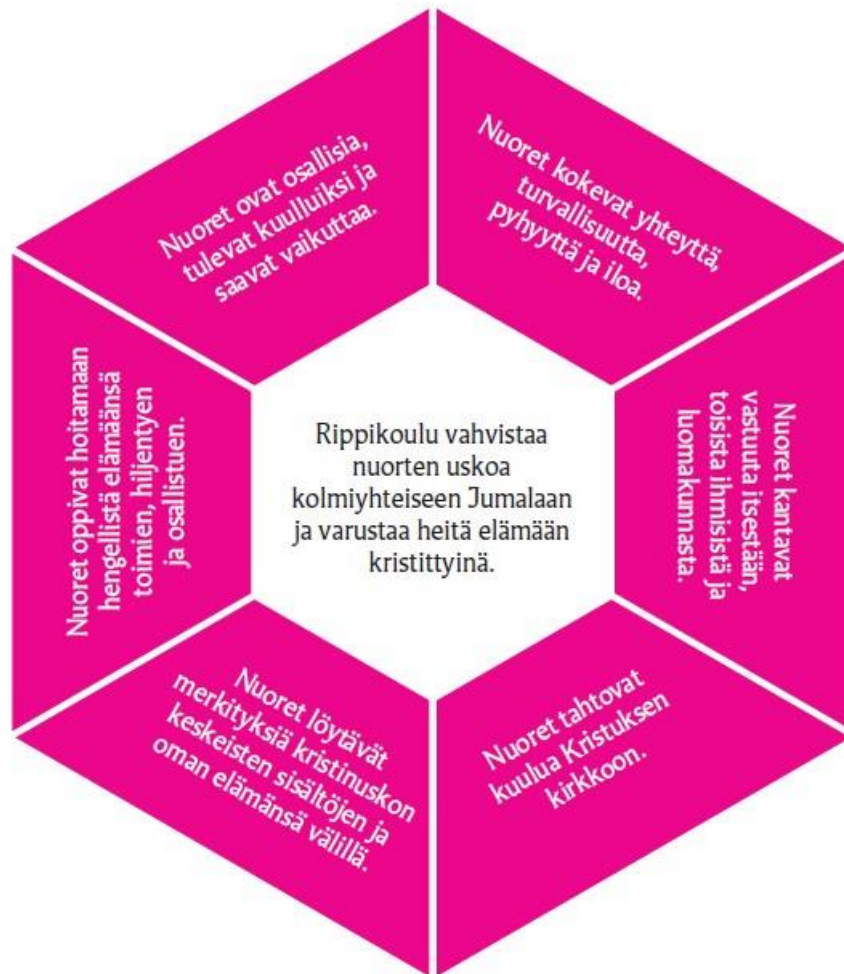 Nuoret ovat osallisia,
tulevat kuulluiksi ja
saavat vaikuttaa.
Nuoret kokevat yhteyttä,
turvallisuutta,
pyhyyttä ja iloa.
Nuoret kantavat
vastuuta itsestään,
toisista ihmisistä ja
luomakunnasta.
Nuoret tahtovat
kuulua Kristuksen
kirkkoon.
Nuoret löytävät
merkityksiä kristinuskon
keskeisten sisältöjen ja
oman elämänsä välillä.
Nuoret oppivat hoitamaan
hengellistä elämäänsä
toimien, hiljentyen
ja osallistuen.
Rippikoulu vahvistaa
nuorten uskoa
kolmiyhteiseen Jumalaan
ja varustaa heitä elämään
kristittyinä.